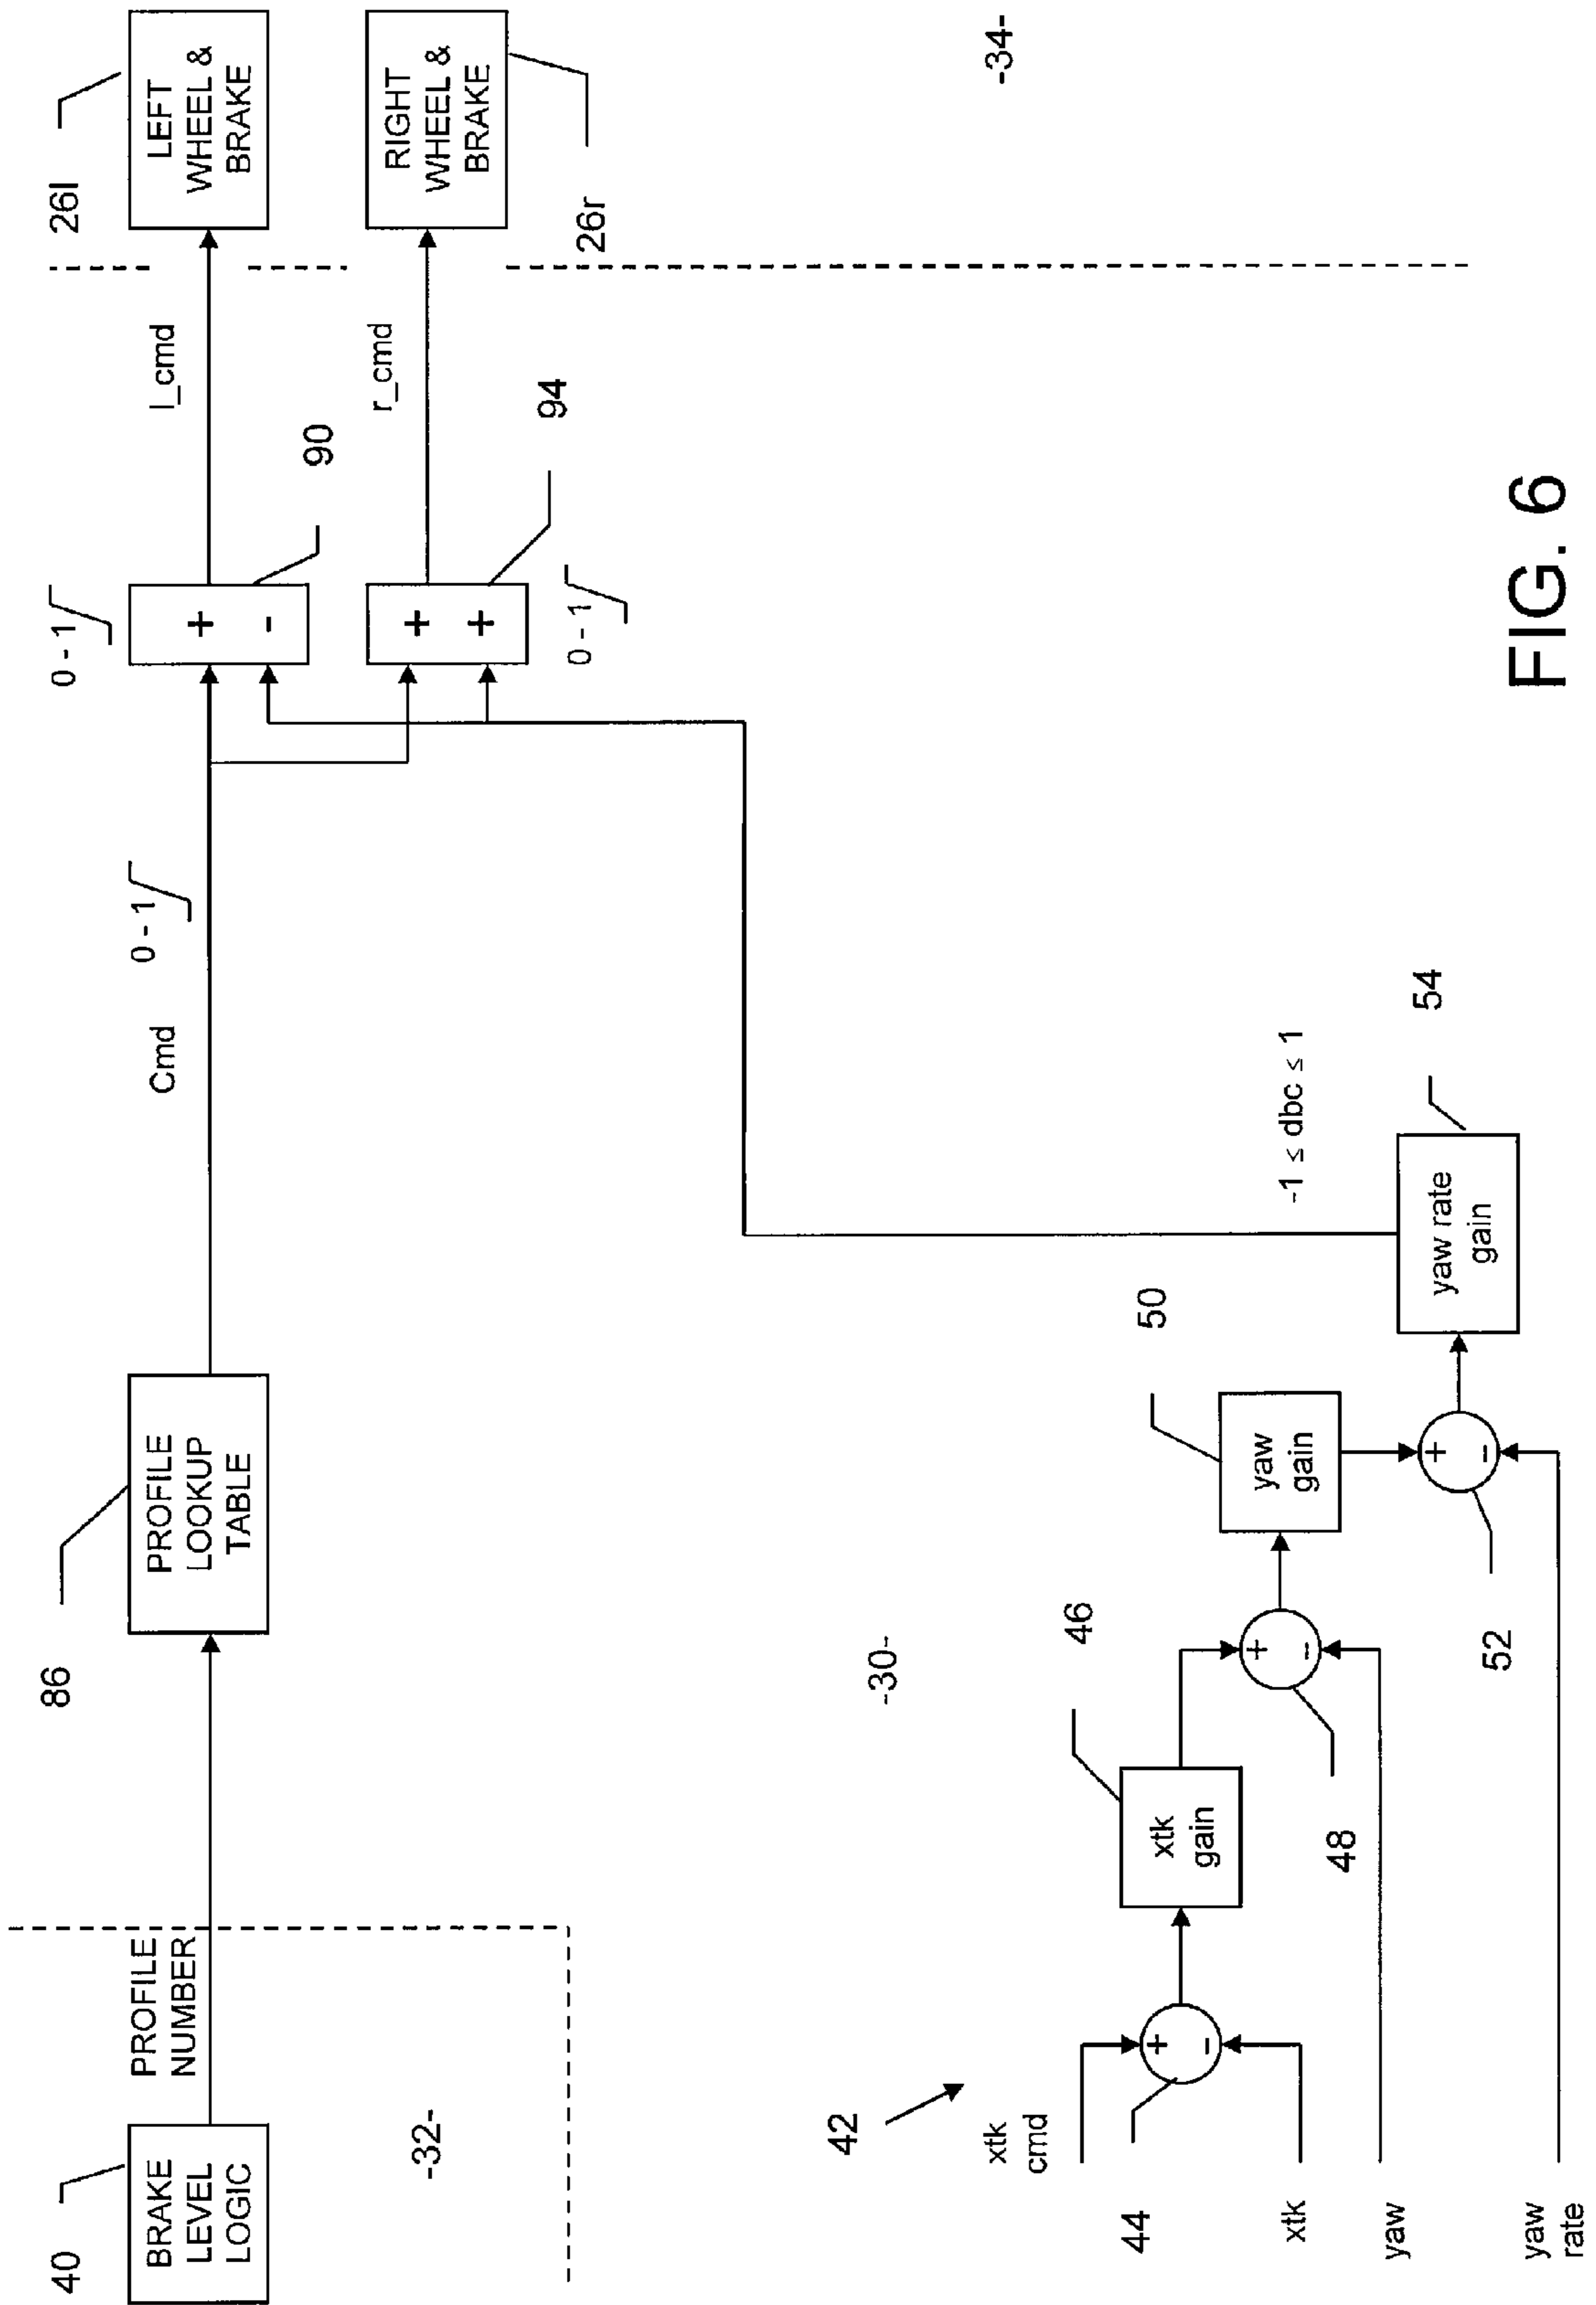 40
BRAKE
LEVEL
LOGIC
PROFILE
NUMBER
-32-
86
PROFILE
LOOKUP
TABLE
Cmd
0 - 1
0 - 1
+
-
90
l_cmd
26l
LEFT
WHEEL &
BRAKE
+
+
0 - 1
94
r_cmd
26r
RIGHT
WHEEL &
BRAKE
-34-
-30-
42
xtk
cmd
44
+
-
xtk
46
xtk
gain
48
+
-
yaw
50
yaw
gain
52
+
-
yaw
rate
54
yaw rate
gain
-1 ≤ dbc ≤ 1
FIG. 6